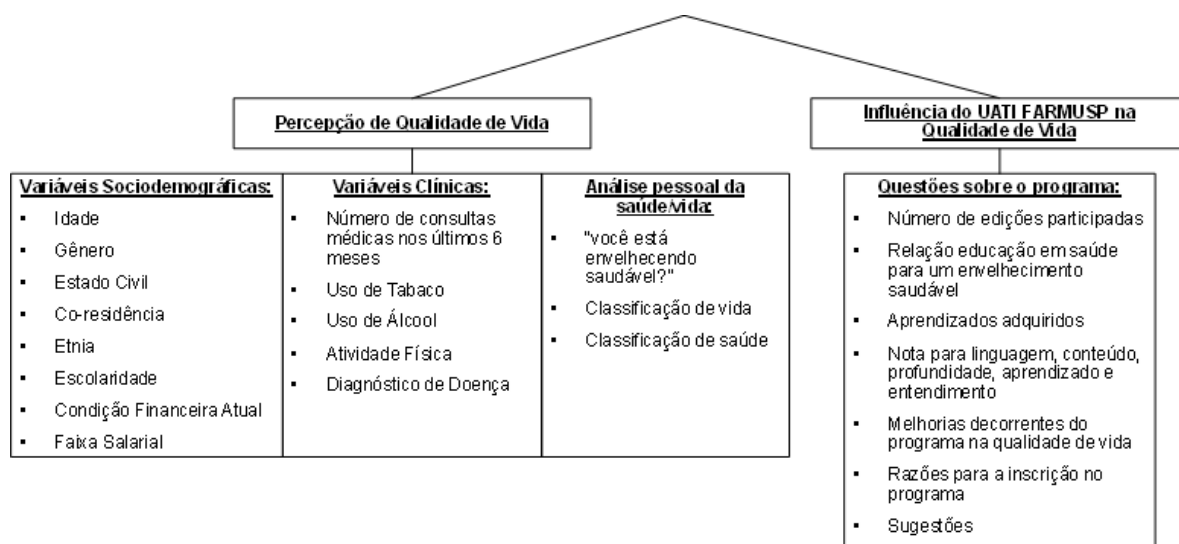 Percepção de Qualidade de Vida
Influência do UATI FARMUSP na
Qualidade de Vida
Variáveis Sociodemográficas:
▪ Idade
▪ Gênero
▪ Estado Civil
▪ Co-residência
▪ Etnia
▪ Escolaridade
▪ Condição Financeira Atual
▪ Faixa Salarial
Variáveis Clínicas:
▪ Número de consultas
médicas nos últimos 6
meses
▪ Uso de Tabaco
▪ Uso de Álcool
▪ Atividade Física
▪ Diagnóstico de Doença
Análise pessoal da
saúde/vida:
▪ "você está
envelhecendo
saudável?"
▪ Classificação de vida
▪ Classificação de saúde
Questões sobre o programa:
▪ Número de edições participadas
▪ Relação educação em saúde
para um envelhecimento
saudável
▪ Aprendizados adquiridos
▪ Nota para linguagem, conteúdo,
profundidade, aprendizado e
entendimento
▪ Melhorias decorrentes do
programa na qualidade de vida
▪ Razões para a inscrição no
programa
▪ Sugestões